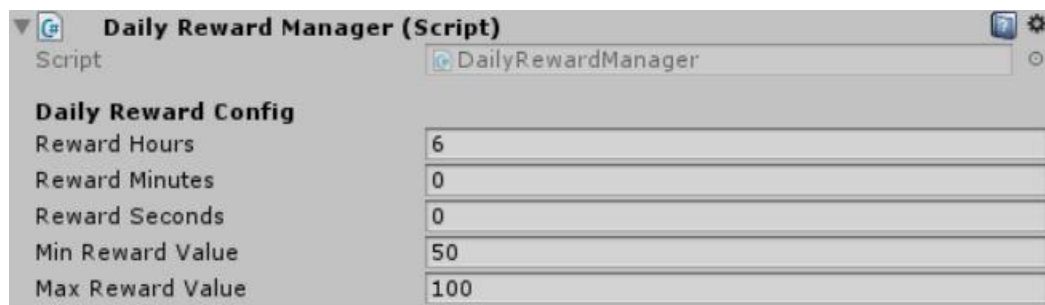 Daily Reward Manager (Script)
Script DailyRewardManager
Daily Reward Config
Reward Hours 6
Reward Minutes 0
Reward Seconds 0
Min Reward Value 50
Max Reward Value 100